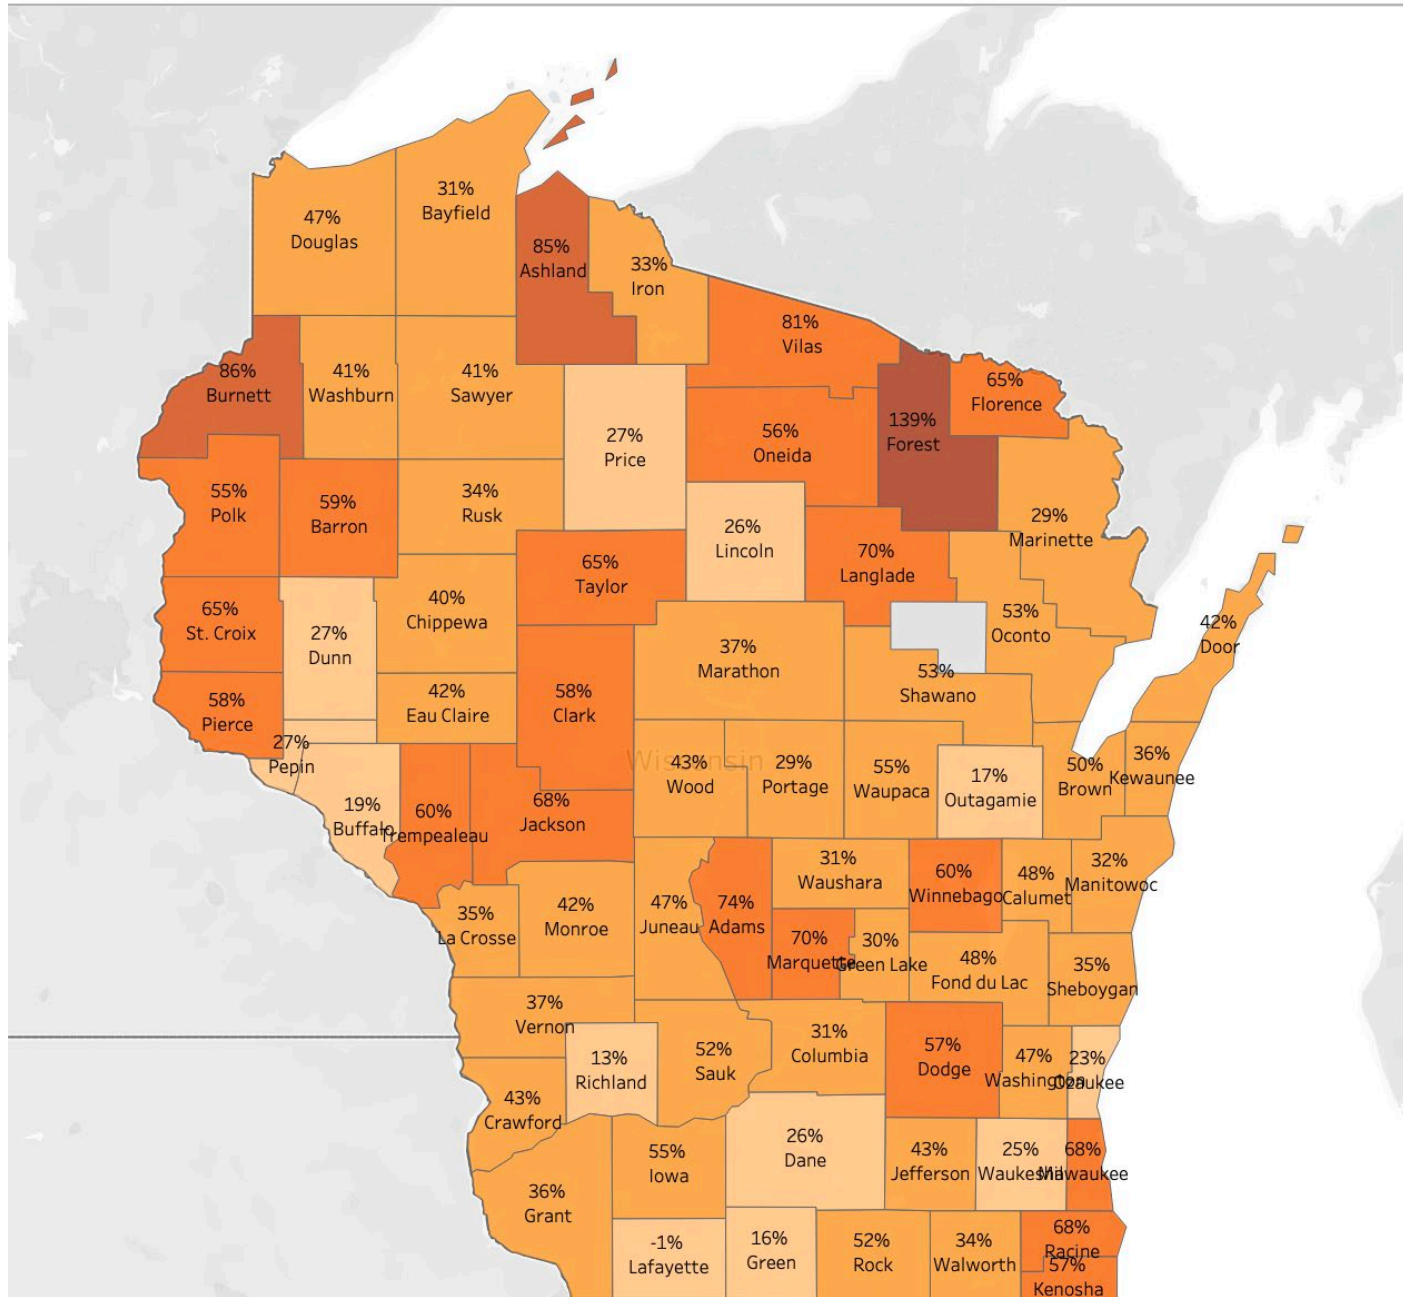 31%
Bayfield
47%
Douglas
85%
Ashland
33%
Iron
81%
Vilas
86%
Burnett
41%
Washburn
41%
Sawyer
65%
Florence
139%
Forest
27%
Price
56%
Oneida
55%
Polk
59%
Barron
34%
Rusk
26%
Lincoln
29%
Marinette
65%
Taylor
70%
Langlade
65%
St. Croix
27%
Dunn
40%
Chippewa
53%
Oconto
42%
Door
37%
Marathon
53%
Shawano
58%
Pierce
42%
Eau Claire
58%
Clark
27%
Pepin
Wisconsin
43%
Wood
29%
Portage
55%
Waupaca
17%
Outagamie
50%
Brown
36%
Kewaunee
19%
Buffalo
60%
Trempealeau
68%
Jackson
31%
Waushara
60%
Winnebago
48%
Calumet
32%
Manitowoc
35%
La Crosse
42%
Monroe
47%
Juneau
74%
Adams
70%
Marquette
30%
Green Lake
48%
Fond du Lac
35%
Sheboygan
37%
Vernon
13%
Richland
52%
Sauk
31%
Columbia
57%
Dodge
47%
Washington
23%
Ozaukee
43%
Crawford
26%
Dane
43%
Jefferson
25%
Waukesha
68%
Milwaukee
36%
Grant
55%
Iowa
-1%
Lafayette
16%
Green
52%
Rock
34%
Walworth
68%
Racine
57%
Kenosha